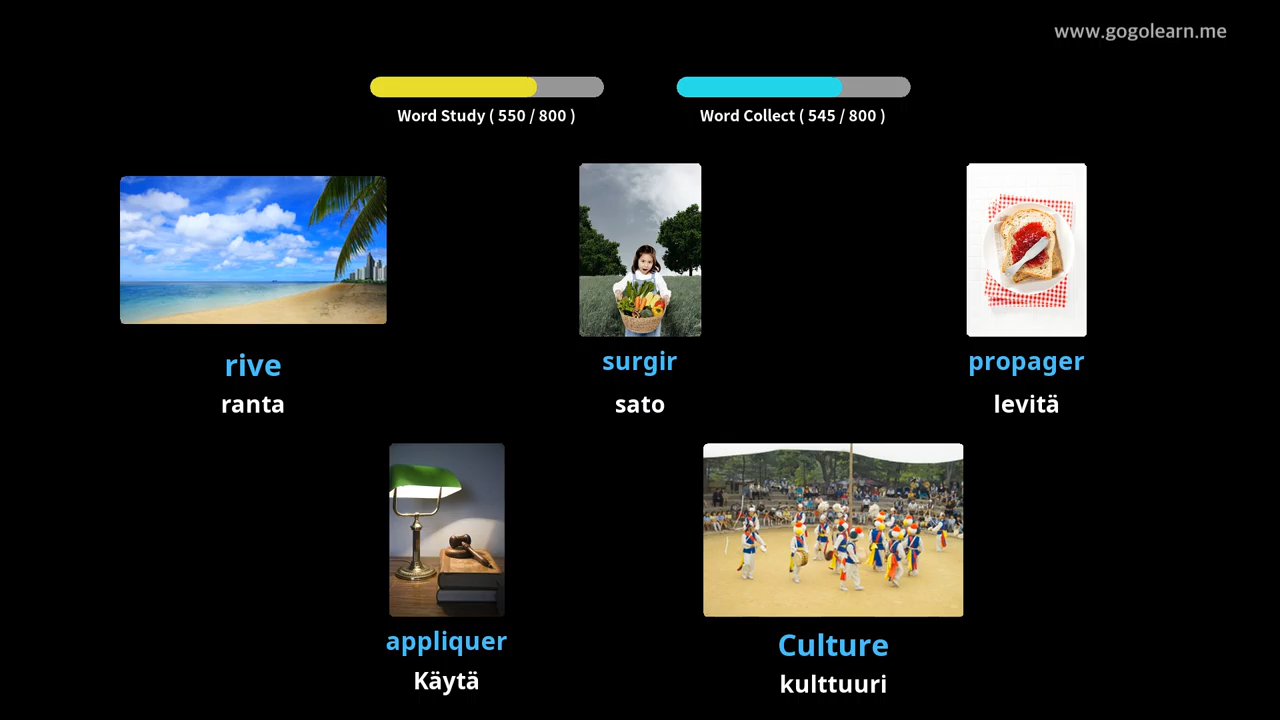 www.gogolearn.me
Word Study ( 550 / 800 )
Word Collect ( 545 / 800 )
rive
ranta
surgir
sato
propager
levitä
appliquer
Käytä
Culture
kulttuuri